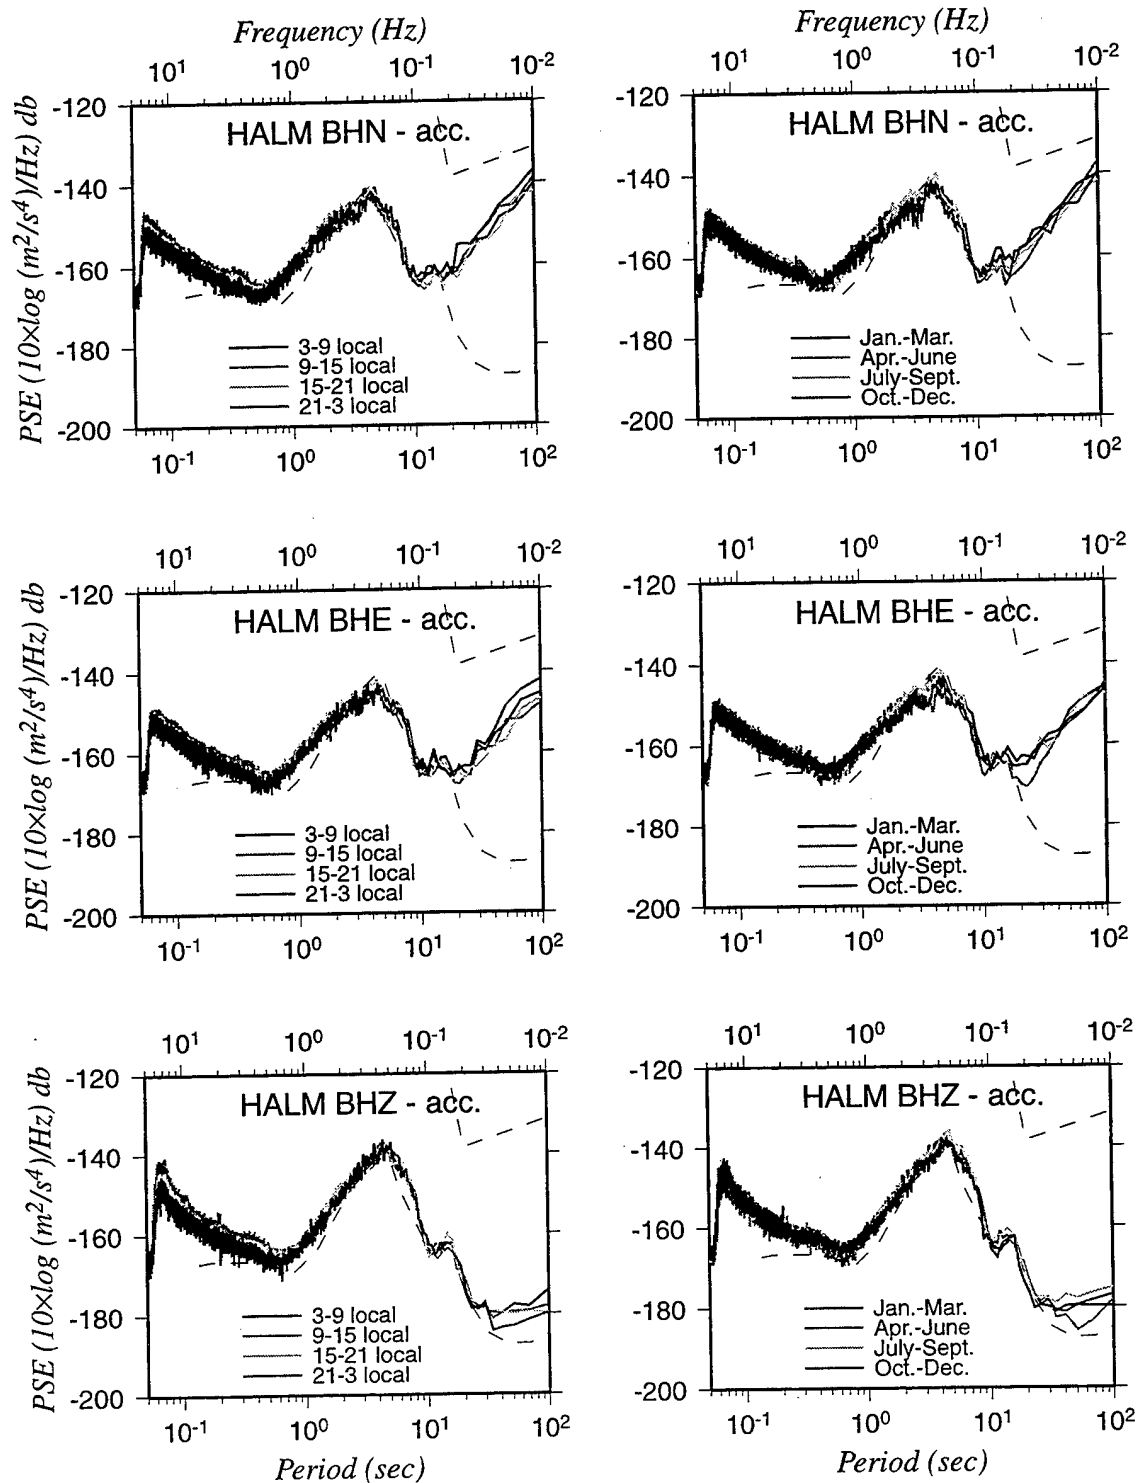 Frequency (Hz)
10¹ 10⁰ 10⁻¹ 10⁻²
-120
-140
-160
-180
-200
PSE (10×log (m²/s⁴)/Hz) db
HALM BHN - acc.
3-9 local
9-15 local
15-21 local
21-3 local
10⁻¹ 10⁰ 10¹ 10²
Frequency (Hz)
10¹ 10⁰ 10⁻¹ 10⁻²
-120
-140
-160
-180
-200
HALM BHN - acc.
Jan.-Mar.
Apr.-June
July-Sept.
Oct.-Dec.
10⁻¹ 10⁰ 10¹ 10²
10¹ 10⁰ 10⁻¹ 10⁻²
-120
-140
-160
-180
-200
PSE (10×log (m²/s⁴)/Hz) db
HALM BHE - acc.
3-9 local
9-15 local
15-21 local
21-3 local
10⁻¹ 10⁰ 10¹ 10²
10¹ 10⁰ 10⁻¹ 10⁻²
-120
-140
-160
-180
-200
HALM BHE - acc.
Jan.-Mar.
Apr.-June
July-Sept.
Oct.-Dec.
10⁻¹ 10⁰ 10¹ 10²
10¹ 10⁰ 10⁻¹ 10⁻²
-120
-140
-160
-180
-200
PSE (10×log (m²/s⁴)/Hz) db
HALM BHZ - acc.
3-9 local
9-15 local
15-21 local
21-3 local
10⁻¹ 10⁰ 10¹ 10²
Period (sec)
10¹ 10⁰ 10⁻¹ 10⁻²
-120
-140
-160
-180
-200
HALM BHZ - acc.
Jan.-Mar.
Apr.-June
July-Sept.
Oct.-Dec.
10⁻¹ 10⁰ 10¹ 10²
Period (sec)